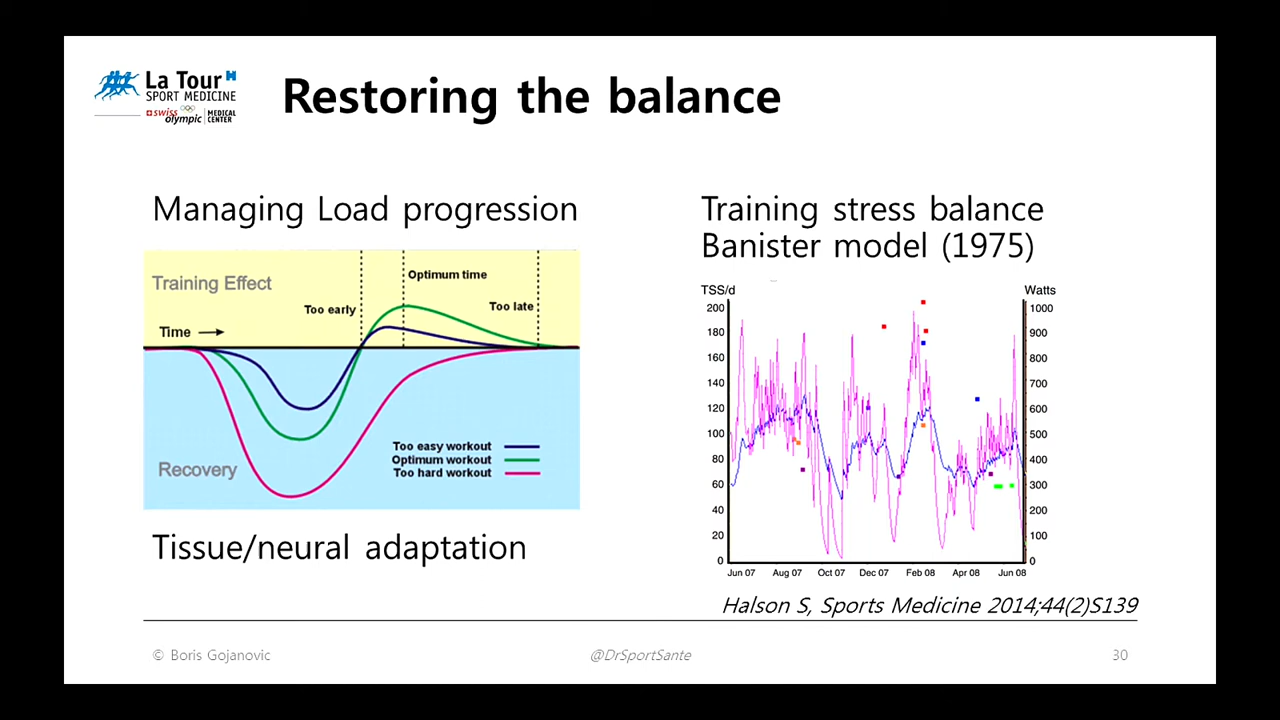 La Tour
SPORT MEDICINE
swiss olympic MEDICAL CENTER
Restoring the balance
Managing Load progression
Training Effect
Time
Too early
Optimum time
Too late
Recovery
Too easy workout
Optimum workout
Too hard workout
Tissue/neural adaptation
Training stress balance
Banister model (1975)
TSS/d
Watts
200
180
160
140
120
100
80
60
40
20
0
1000
900
800
700
600
500
400
300
200
100
0
Jun 07 Aug 07 Oct 07 Dec 07 Feb 08 Apr 08 Jun 08
Halson S, Sports Medicine 2014;44(2)S139
© Boris Gojanovic
@DrSportSante
30